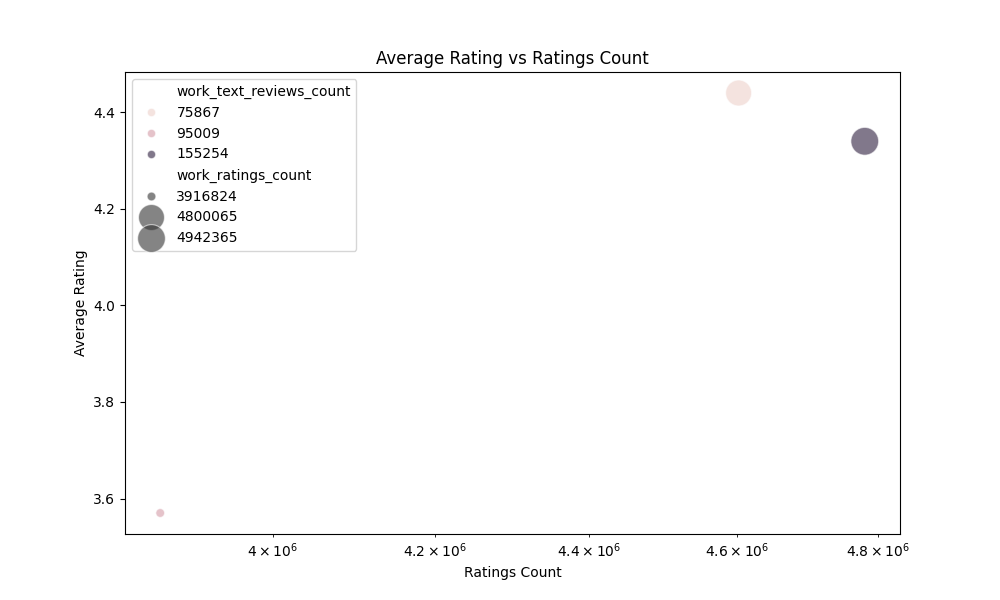 Average Rating vs Ratings Count
work_text_reviews_count
75867
95009
155254
work_ratings_count
3916824
4800065
4942365
4.4
4.2
4.0
3.8
3.6
Average Rating
4 × 10⁶
4.2 × 10⁶
4.4 × 10⁶
4.6 × 10⁶
4.8 × 10⁶
Ratings Count